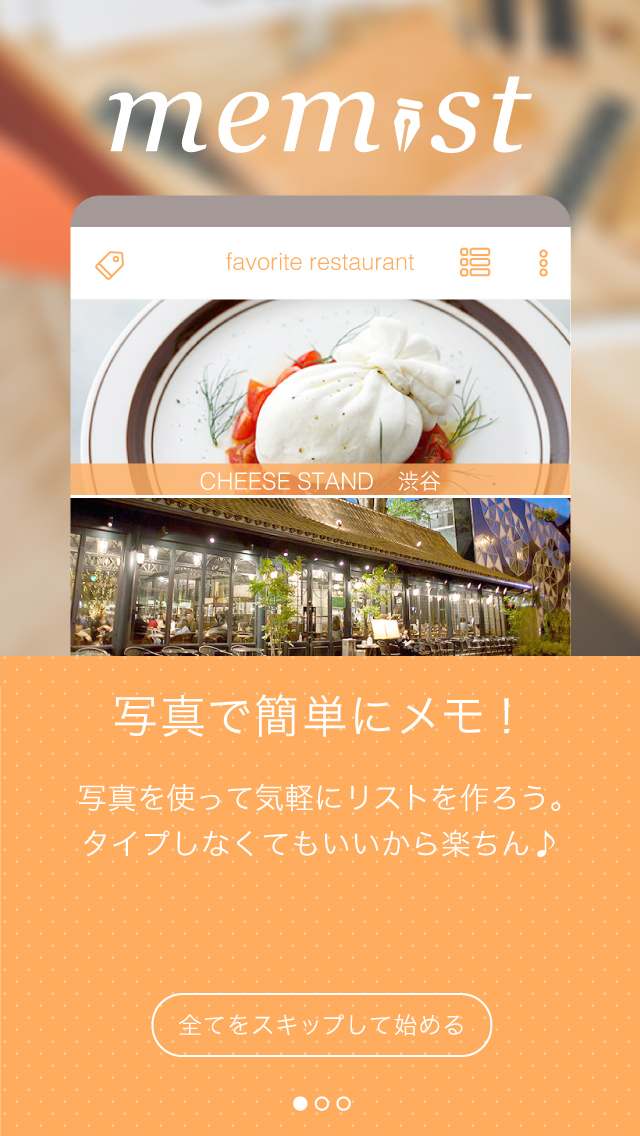 memist
favorite restaurant
CHEESE STAND 渋谷
写真で簡単にメモ！
写真を使って気軽にリストを作ろう。
タイプしなくてもいいから楽ちん♪
全てをスキップして始める